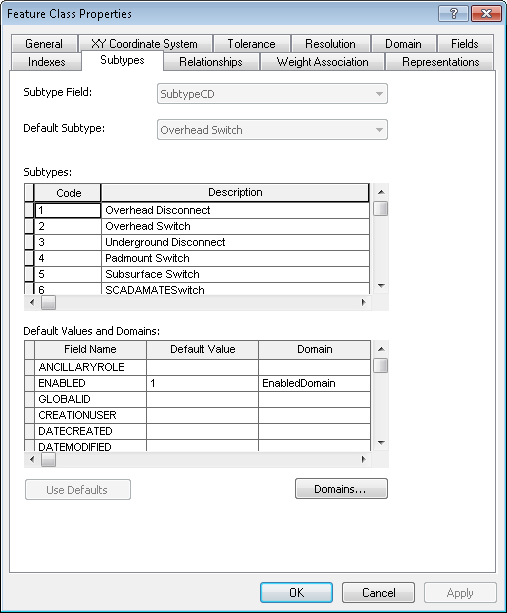 Feature Class Properties
General XY Coordinate System Tolerance Resolution Domain Fields
Indexes Subtypes Relationships Weight Association Representations
Subtype Field: SubtypeCD
Default Subtype: Overhead Switch
Subtypes:
Code Description
1 Overhead Disconnect
2 Overhead Switch
3 Underground Disconnect
4 Padmount Switch
5 Subsurface Switch
6 SCADAMATESwitch
Default Values and Domains:
Field Name Default Value Domain
ANCILLARYROLE
ENABLED 1 EnabledDomain
GLOBALID
CREATIONUSER
DATECREATED
DATEMODIFIED
Use Defaults Domains...
OK Cancel Apply